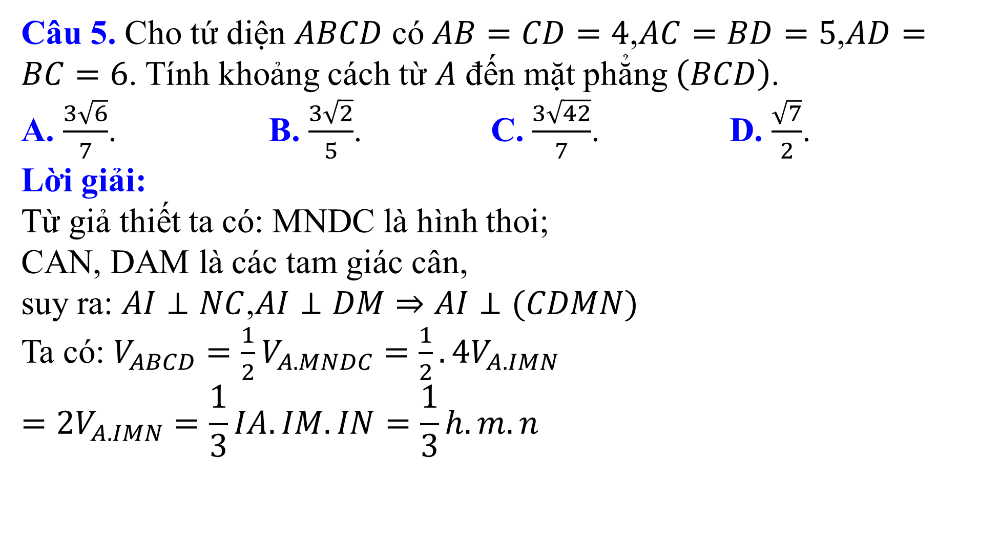 Câu 5. Cho tứ diện ABCD có AB = CD = 4,AC = BD = 5,AD =
BC = 6. Tính khoảng cách từ A đến mặt phẳng (BCD).
A. \frac{3\sqrt{6}}{7}. B. \frac{3\sqrt{2}}{5}. C. \frac{3\sqrt{42}}{7}. D. \frac{\sqrt{7}}{2}.
Lời giải:
Từ giả thiết ta có: MNDC là hình thoi;
CAN, DAM là các tam giác cân,
suy ra: AI ⊥ NC,AI ⊥ DM ⇒ AI ⊥ (CDMN)
Ta có: V_{ABCD} = \frac{1}{2}V_{A.MNDC} = \frac{1}{2}.4V_{A.IMN}
= 2V_{A.IMN} = \frac{1}{3}IA.IM.IN = \frac{1}{3}h.m.n